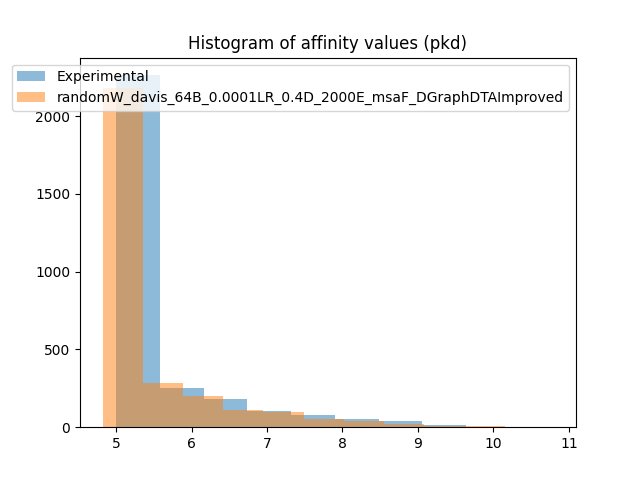 Histogram of affinity values (pkd)
Experimental
randomW_davis_64B_0.0001LR_0.4D_2000E_msaF_DGraphDTAImproved
2000
1500
1000
500
0
5 6 7 8 9 10 11